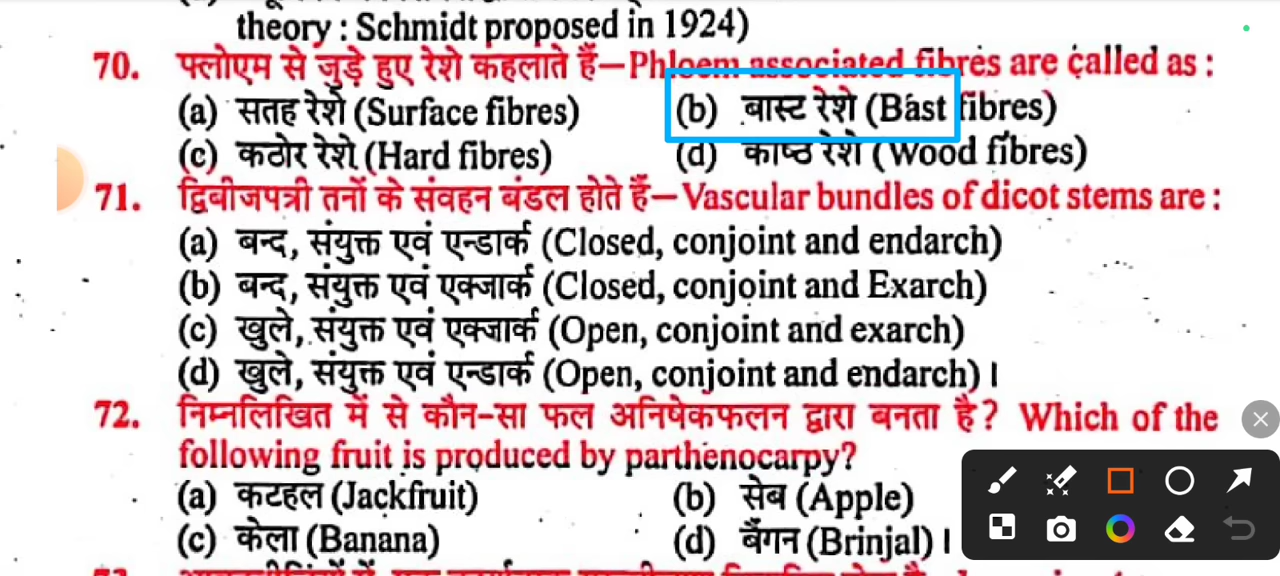 theory : Schmidt proposed in 1924)
70. फ्लोएम से जुड़े हुए रेशे कहलाते हैं–Phloem associated fibres are called as :
(a) सतह रेशे (Surface fibres) (b) बास्ट रेशे (Bast fibres)
(c) कठोर रेशे (Hard fibres) (d) काष्ठ रेशे (Wood fibres)
71. द्विबीजपत्री तनों के संवहन बंडल होते हैं–Vascular bundles of dicot stems are :
(a) बन्द, संयुक्त एवं एन्डार्क (Closed, conjoint and endarch)
(b) बन्द, संयुक्त एवं एक्जार्क (Closed, conjoint and Exarch)
(c) खुले, संयुक्त एवं एक्जार्क (Open, conjoint and exarch)
(d) खुले, संयुक्त एवं एन्डार्क (Open, conjoint and endarch) ।
72. निम्नलिखित में से कौन-सा फल अनिषेकफलन द्वारा बनता है? Which of the
following fruit is produced by parthenocarpy?
(a) कटहल (Jackfruit) (b) सेब (Apple)
(c) केला (Banana) (d) बैंगन (Brinjal) ।